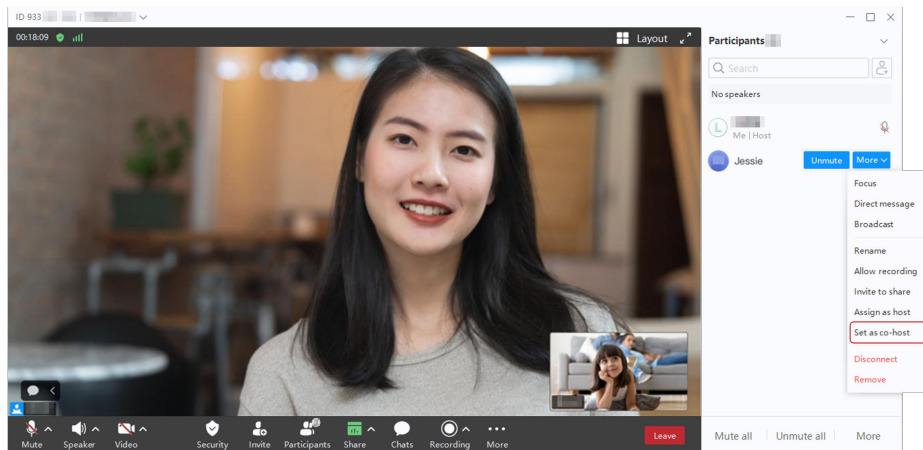 ID 933
00:18:09
Layout
Participants
Search
No speakers
L
Me | Host
Jessie
Unmute
More
Focus
Direct message
Broadcast
Rename
Allow recording
Invite to share
Assign as host
Set as co-host
Disconnect
Remove
Mute
Speaker
Video
Security
Invite
Participants
Share
Chats
Recording
More
Leave
Mute all
Unmute all
More